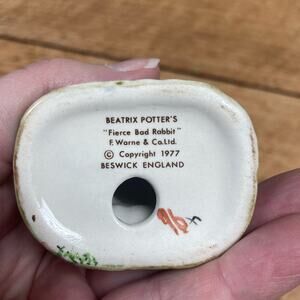 BEATRIX POTTER'S
"Fierce Bad Rabbit"
F. Warne & Co.Ltd.
© Copyright 1977
BESWICK ENGLAND